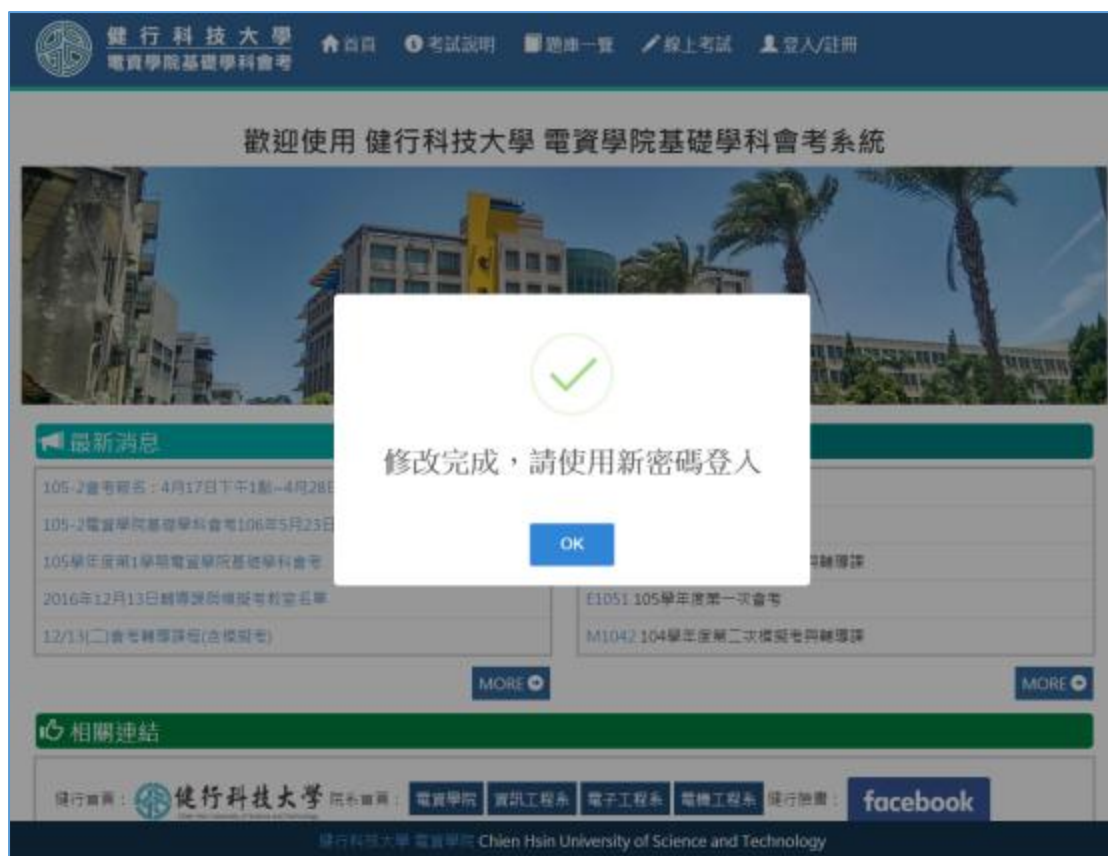 健行科技大學
電資學院基礎學科會考
首頁
考試說明
題庫一覽
線上考試
登入/註冊
歡迎使用 健行科技大學 電資學院基礎學科會考系統
修改完成，請使用新密碼登入
OK
最新消息
105-2會考報名：4月17日下午1點~4月28日
105-2電資學院基礎學科會考106年5月23日
105學年度第1學期電資學院基礎學科會考
與輔導課
2016年12月13日輔導課與模擬考教室名單
E1051 105學年度第一次會考
12/13(二)會考輔導課程(含模擬考)
M1042 104學年度第二次模擬考與輔導課
MORE
MORE
相關連結
健行首頁：
健行科技大學
院系首頁：
電資學院
資訊工程系
電子工程系
電機工程系
健行臉書：
facebook
健行科技大學 電資學院 Chien Hsin University of Science and Technology